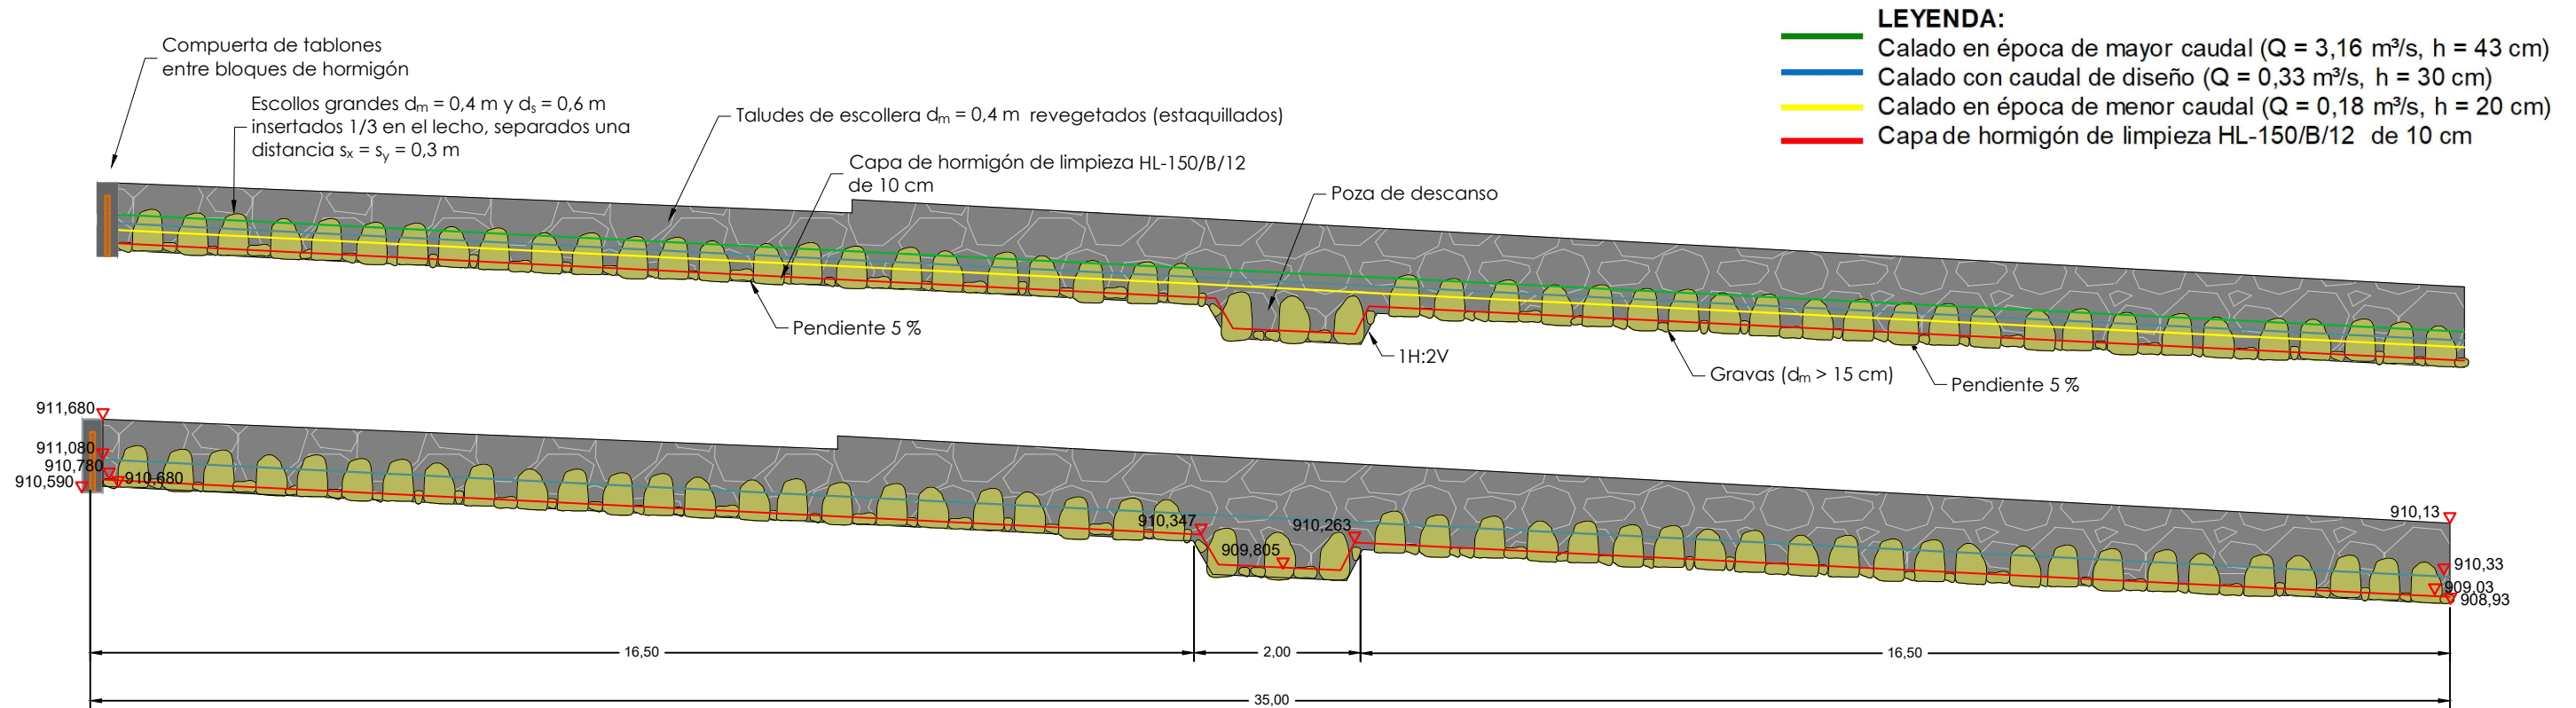 LEYENDA:
Calado en época de mayor caudal (Q = 3,16 m³/s, h = 43 cm)
Calado con caudal de diseño (Q = 0,33 m³/s, h = 30 cm)
Calado en época de menor caudal (Q = 0,18 m³/s, h = 20 cm)
Capa de hormigón de limpieza HL-150/B/12 de 10 cm
Compuerta de tablones
entre bloques de hormigón
Escollos grandes dm = 0,4 m y ds = 0,6 m
insertados 1/3 en el lecho, separados una
distancia sx = sy = 0,3 m
Taludes de escollera dm = 0,4 m revegetados (estaquillados)
Capa de hormigón de limpieza HL-150/B/12
de 10 cm
Poza de descanso
Pendiente 5 %
1H:2V
Gravas (dm > 15 cm)
Pendiente 5 %
911,680
911,080
910,780
910,590
910,680
910,347
909,805
910,263
910,13
910,33
909,03
908,93
16,50
2,00
16,50
35,00